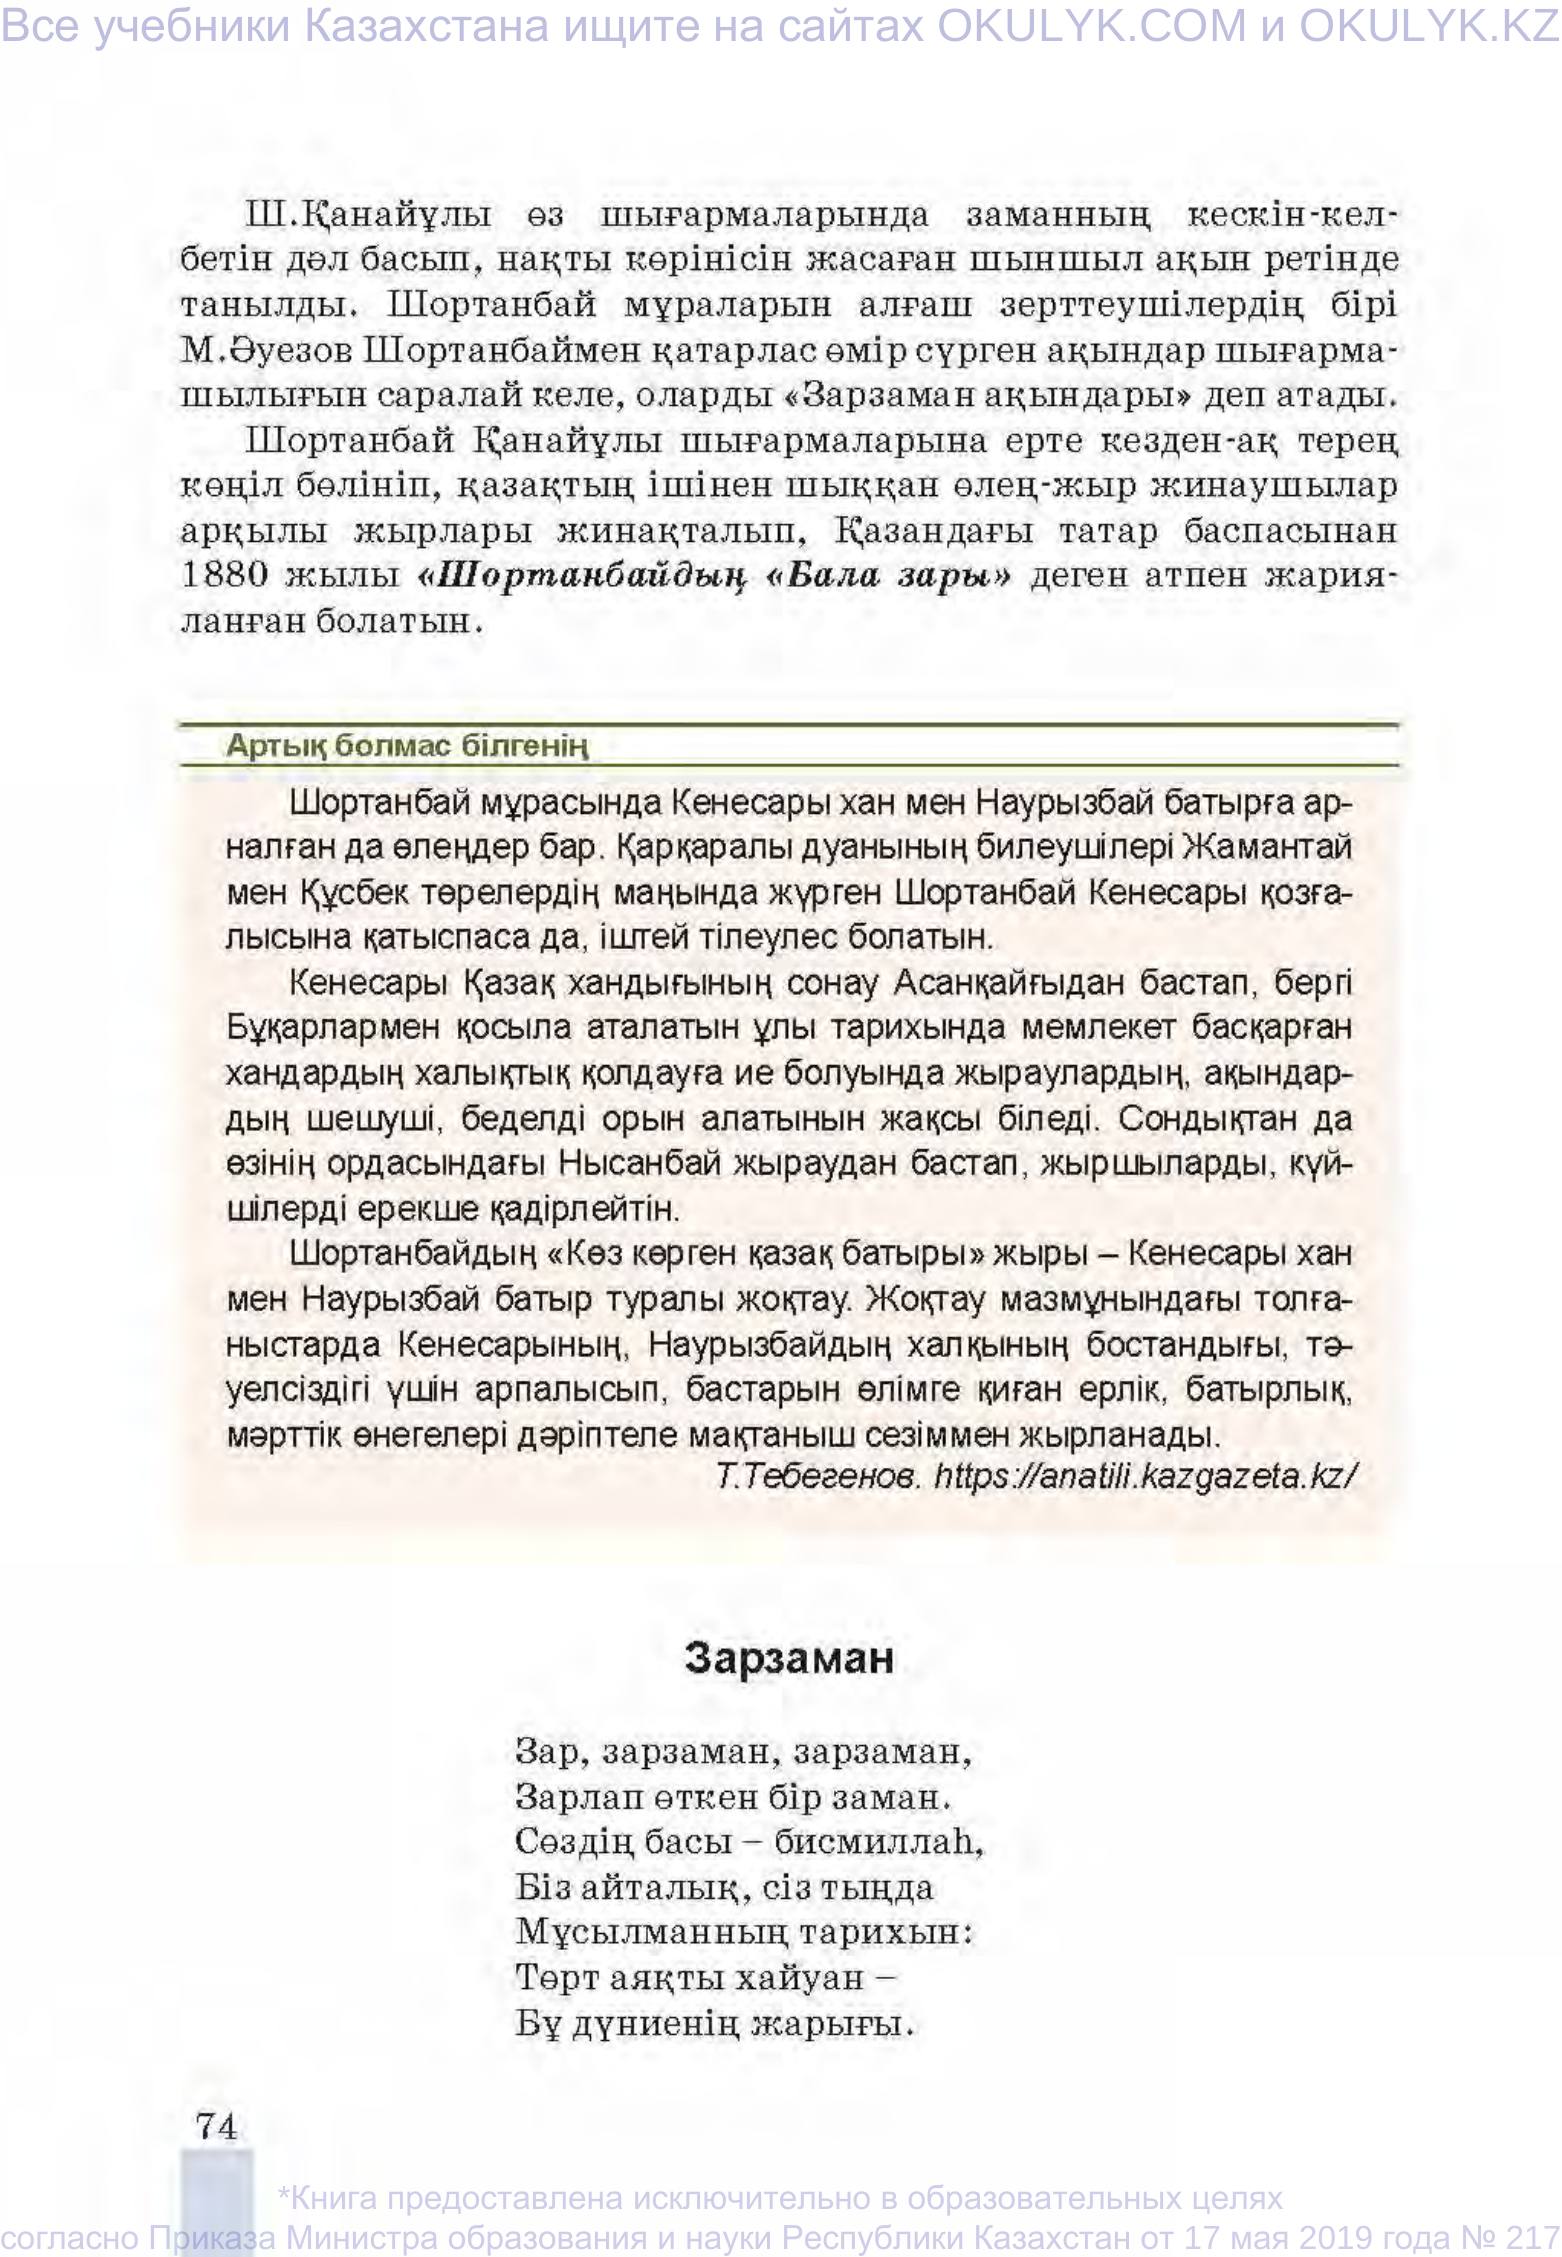 Все учебники Казахстана ищите на сайтах OKULYK.COM и OKULYK.KZ
Ш.Қанайұлы өз шығармаларында заманның кескін-кел-
бетін дәл басып, нақты көрінісін жасаған шыншыл ақын ретінде
танылды. Шортанбай мұраларын алғаш зерттеушілердің бірі
М.Әуезов Шортанбаймен қатарлас өмір сүрген ақындар шығарма-
шылығын саралай келе, оларды «Зарзаман ақындары» деп атады.
Шортанбай Қанайұлы шығармаларына ерте кезден-ақ терең
көңіл бөлініп, қазақтың ішінен шыққан өлең-жыр жинаушылар
арқылы жырлары жинақталып, Қазандағы татар баспасынан
1880 жылы «Шортанбайдың «Бала зары» деген атпен жария-
ланған болатын.
Артық болмас білгенің
Шортанбай мұрасында Кенесары хан мен Наурызбай батырға ар-
налған да өлеңдер бар. Қарқаралы дуанының билеушілері Жамантай
мен Құсбек төрелердің маңында жүрген Шортанбай Кенесары қозға-
лысына қатыспаса да, іштей тілеулес болатын.
Кенесары Қазақ хандығының сонау Асанқайғыдан бастап, бергі
Бұқарлармен қосыла аталатын ұлы тарихында мемлекет басқарған
хандардың халықтық қолдауға ие болуында жыраулардың, ақындар-
дың шешуші, беделді орын алатынын жақсы біледі. Сондықтан да
өзінің ордасындағы Нысанбай жыраудан бастап, жыршыларды, күй-
шілерді ерекше қадірлейтін.
Шортанбайдың «Көз көрген қазақ батыры» жыры – Кенесары хан
мен Наурызбай батыр туралы жоқтау. Жоқтау мазмұнындағы толға-
ныстарда Кенесарының, Наурызбайдың халқының бостандығы, тә-
уелсіздігі үшін арпалысып, бастарын өлімге қиған ерлік, батырлық,
мәрттік өнегелері дәріптеле мақтаныш сезіммен жырланады.
Т.Тебегенов. https://anatili.kazgazeta.kz/
Зарзаман
Зар, зарзаман, зарзаман,
Зарлап өткен бір заман.
Сөздің басы – бисмиллаһ,
Біз айталық, сіз тыңда
Мұсылманның тарихын:
Төрт аяқты хайуан –
Бұ дүниенің жарығы.
74
*Книга предоставлена исключительно в образовательных целях
согласно Приказа Министра образования и науки Республики Казахстан от 17 мая 2019 года № 217